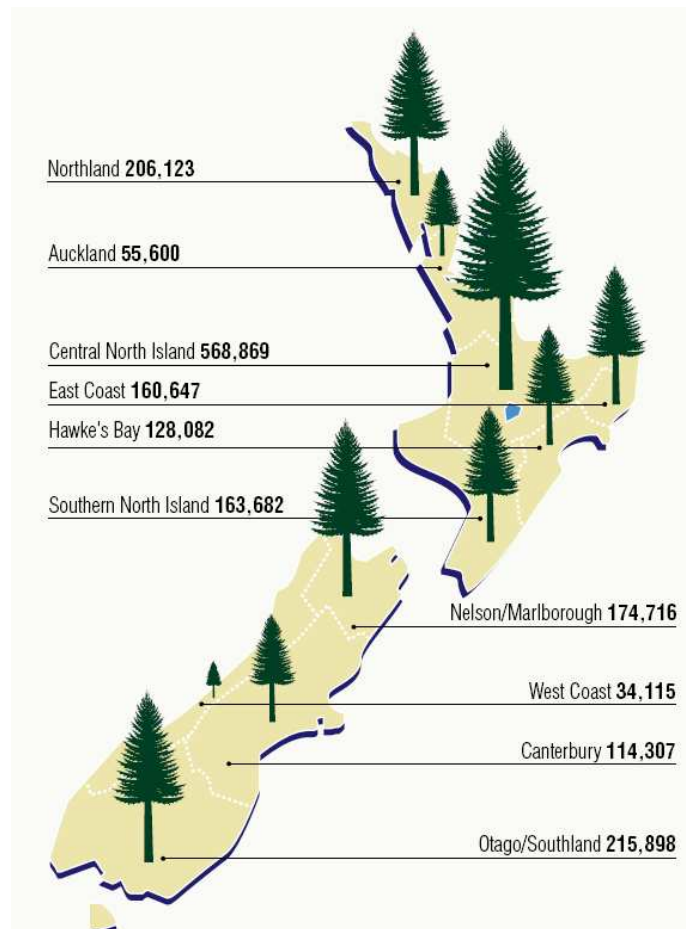 Northland 206,123
Auckland 55,600
Central North Island 568,869
East Coast 160,647
Hawke's Bay 128,082
Southern North Island 163,682
Nelson/Marlborough 174,716
West Coast 34,115
Canterbury 114,307
Otago/Southland 215,898